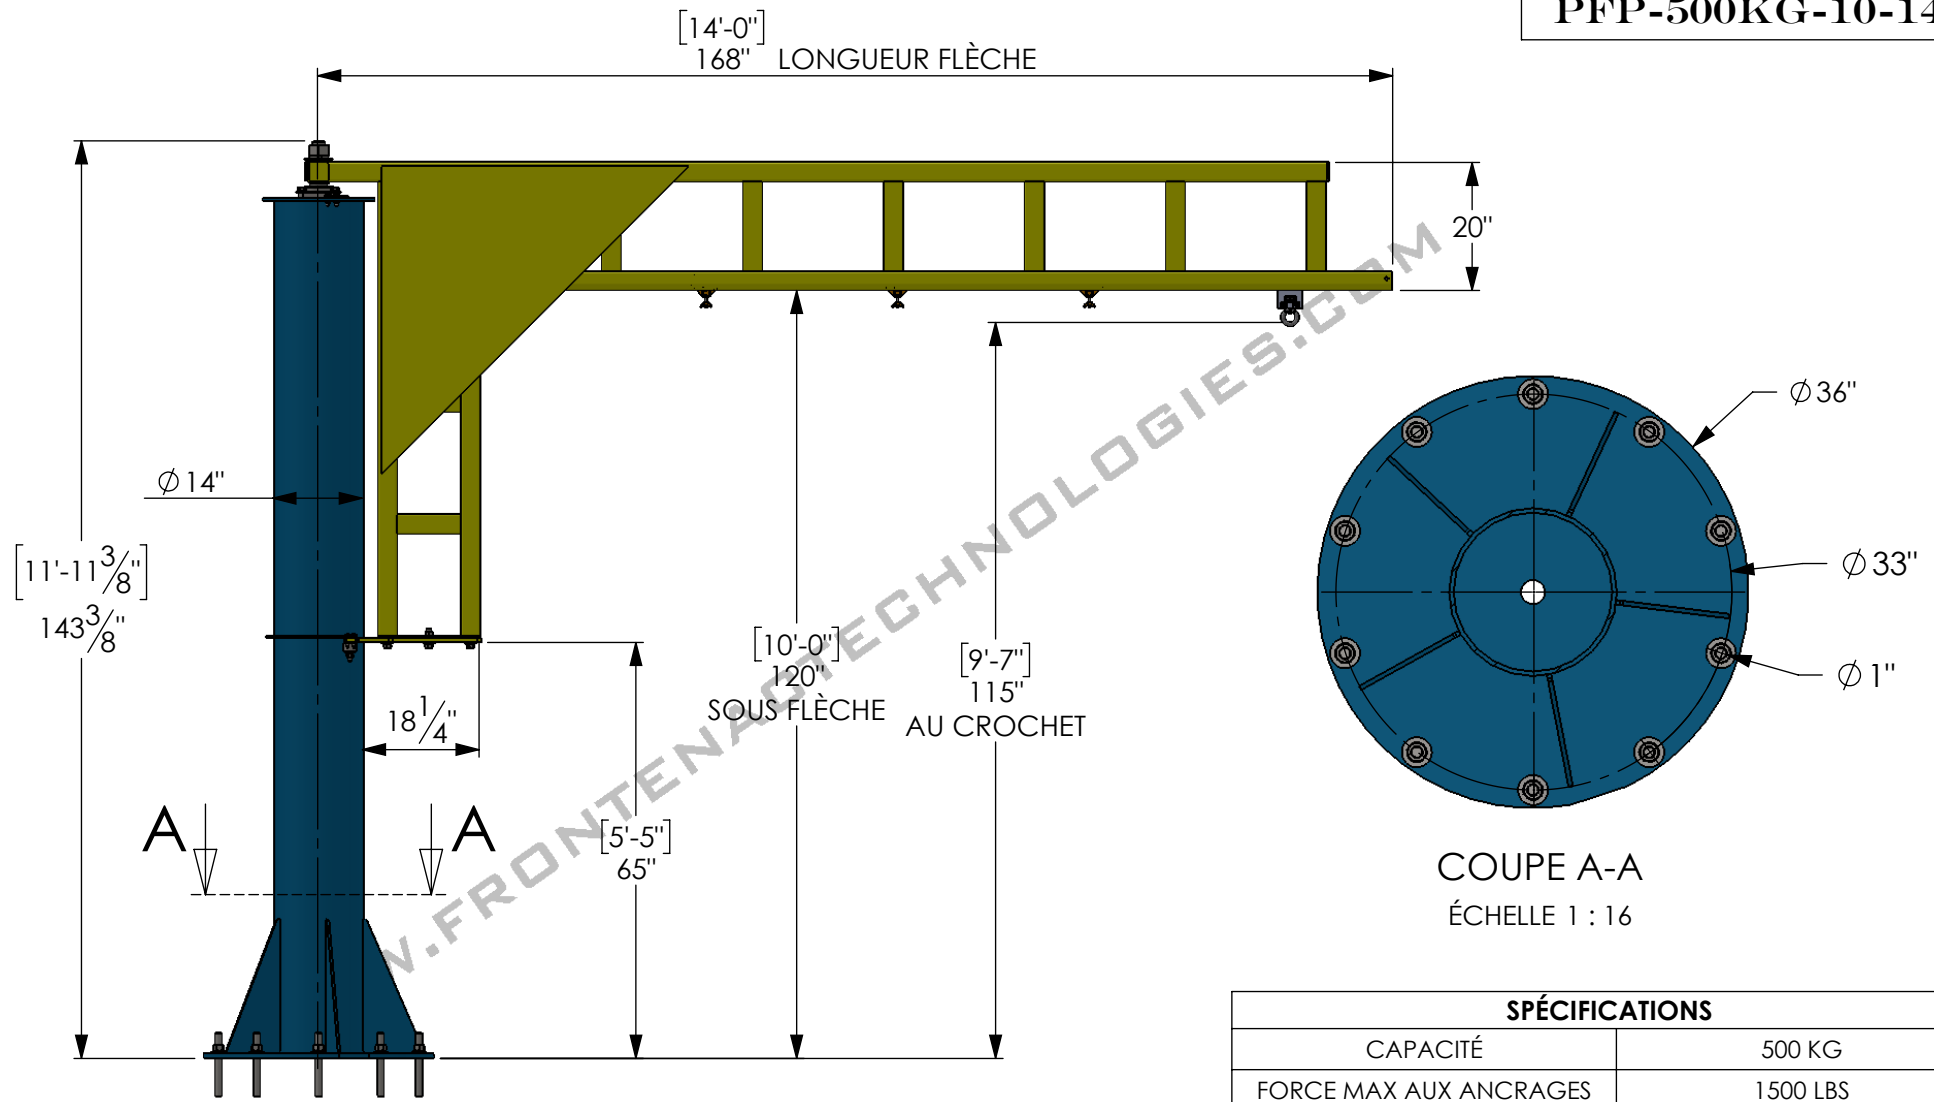 PFP-500KG-10-14
[14'-0"]
168" LONGUEUR FLÈCHE
20"
Ø14"
[11'-11 3/8"]
143 3/8"
18 1/4"
[5'-5"]
65"
[10'-0"]
120"
SOUS FLÈCHE
[9'-7"]
115"
AU CROCHET
A A
Ø36"
Ø33"
Ø1"
COUPE A-A
ÉCHELLE 1 : 16
.FRONTENACTECHNOLOGIES.COM
SPÉCIFICATIONS
CAPACITÉ 500 KG
FORCE MAX AUX ANCRAGES 1500 LBS